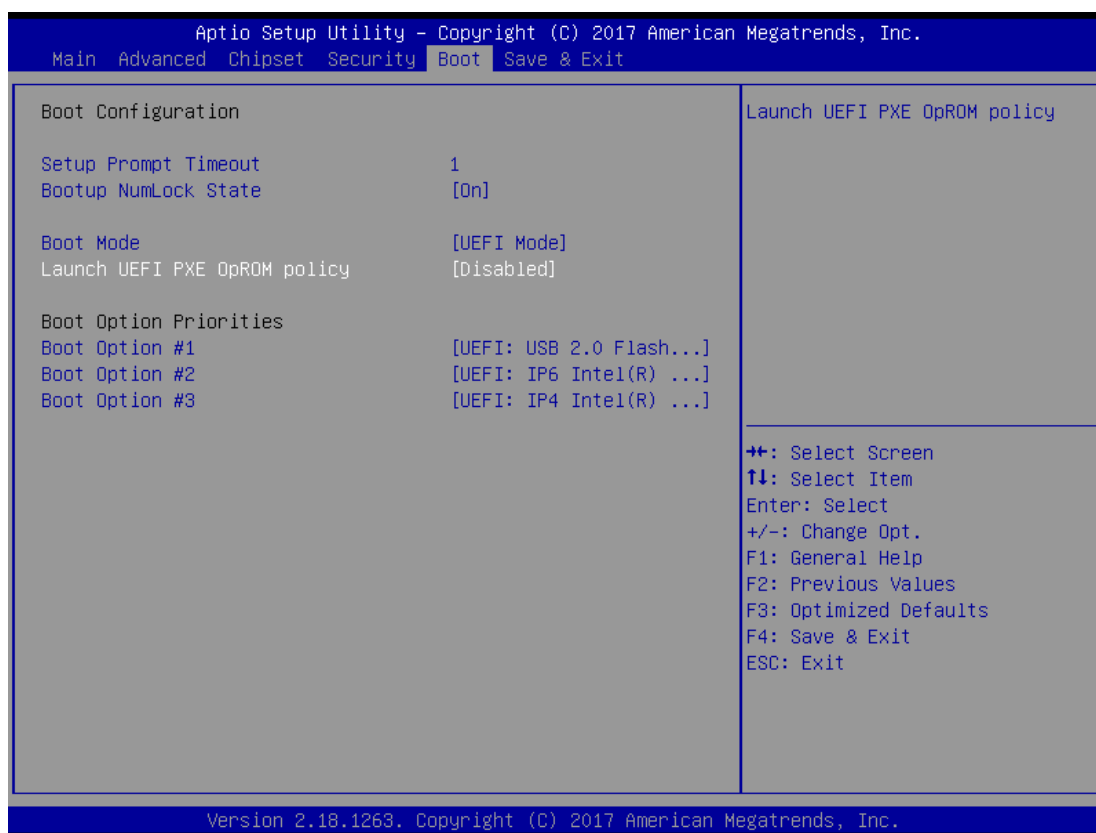 Aptio Setup Utility – Copyright (C) 2017 American Megatrends, Inc.
Main Advanced Chipset Security Boot Save & Exit
Boot Configuration
Setup Prompt Timeout 1
Bootup NumLock State [On]
Boot Mode [UEFI Mode]
Launch UEFI PXE OpROM policy [Disabled]
Boot Option Priorities
Boot Option #1 [UEFI: USB 2.0 Flash...]
Boot Option #2 [UEFI: IP6 Intel(R) ...]
Boot Option #3 [UEFI: IP4 Intel(R) ...]
Launch UEFI PXE OpROM policy
→←: Select Screen
↑↓: Select Item
Enter: Select
+/-: Change Opt.
F1: General Help
F2: Previous Values
F3: Optimized Defaults
F4: Save & Exit
ESC: Exit
Version 2.18.1263. Copyright (C) 2017 American Megatrends, Inc.